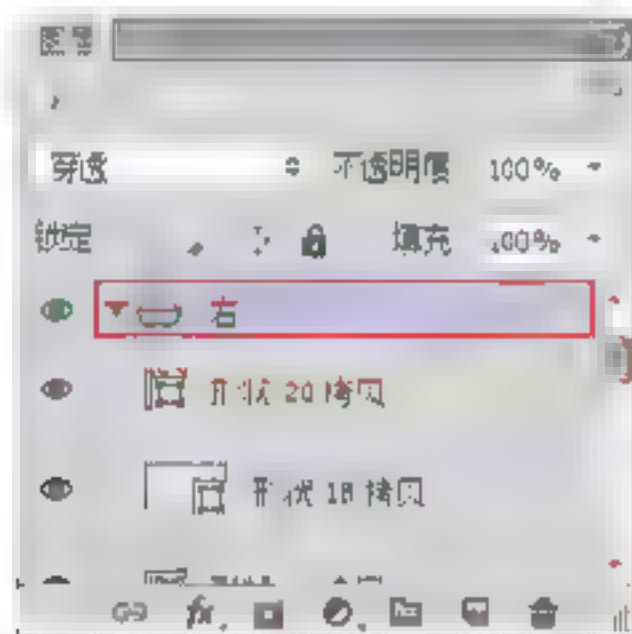 图层
穿透 不透明度 100%
锁定 填充 100%
右
形状 20 拷贝
形状 18 拷贝
fx